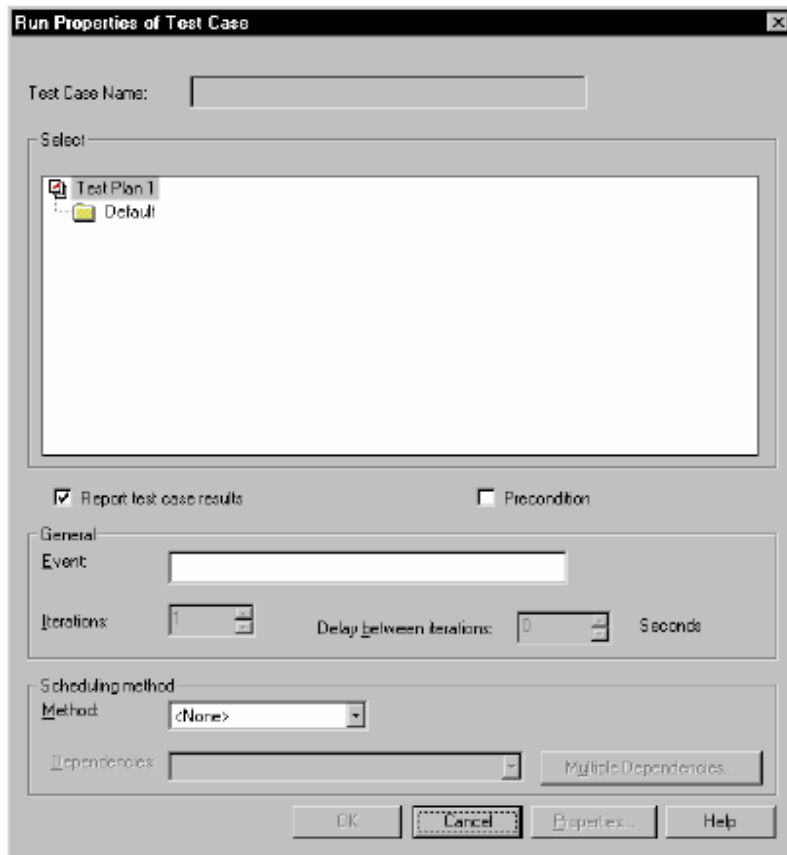 Run Properties of Test Case
Test Case Name:
Select
Test Plan 1
Default
Report test case results
Precondition
General
Event:
Iterations: 1 Delay between iterations: 0 Seconds
Scheduling method
Method: <None>
Dependencies: Multiple Dependencies...
OK Cancel Properties... Help